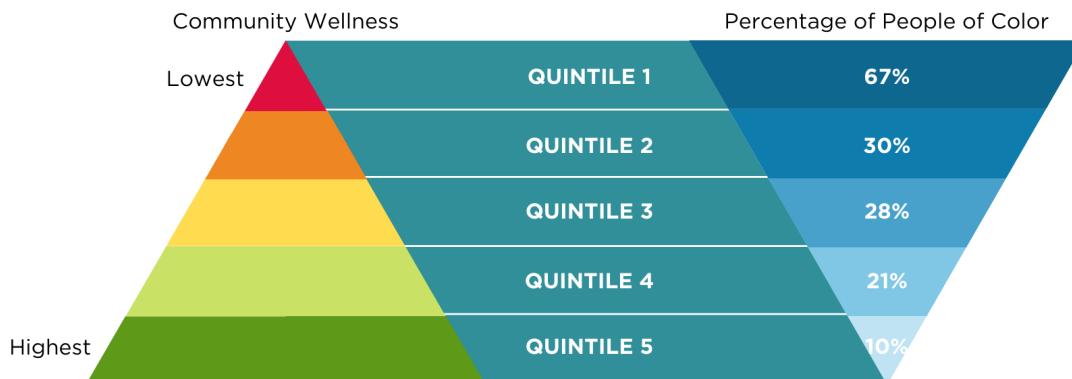 Community Wellness Percentage of People of Color
Lowest QUINTILE 1 67%
QUINTILE 2 30%
QUINTILE 3 28%
QUINTILE 4 21%
Highest QUINTILE 5 10%